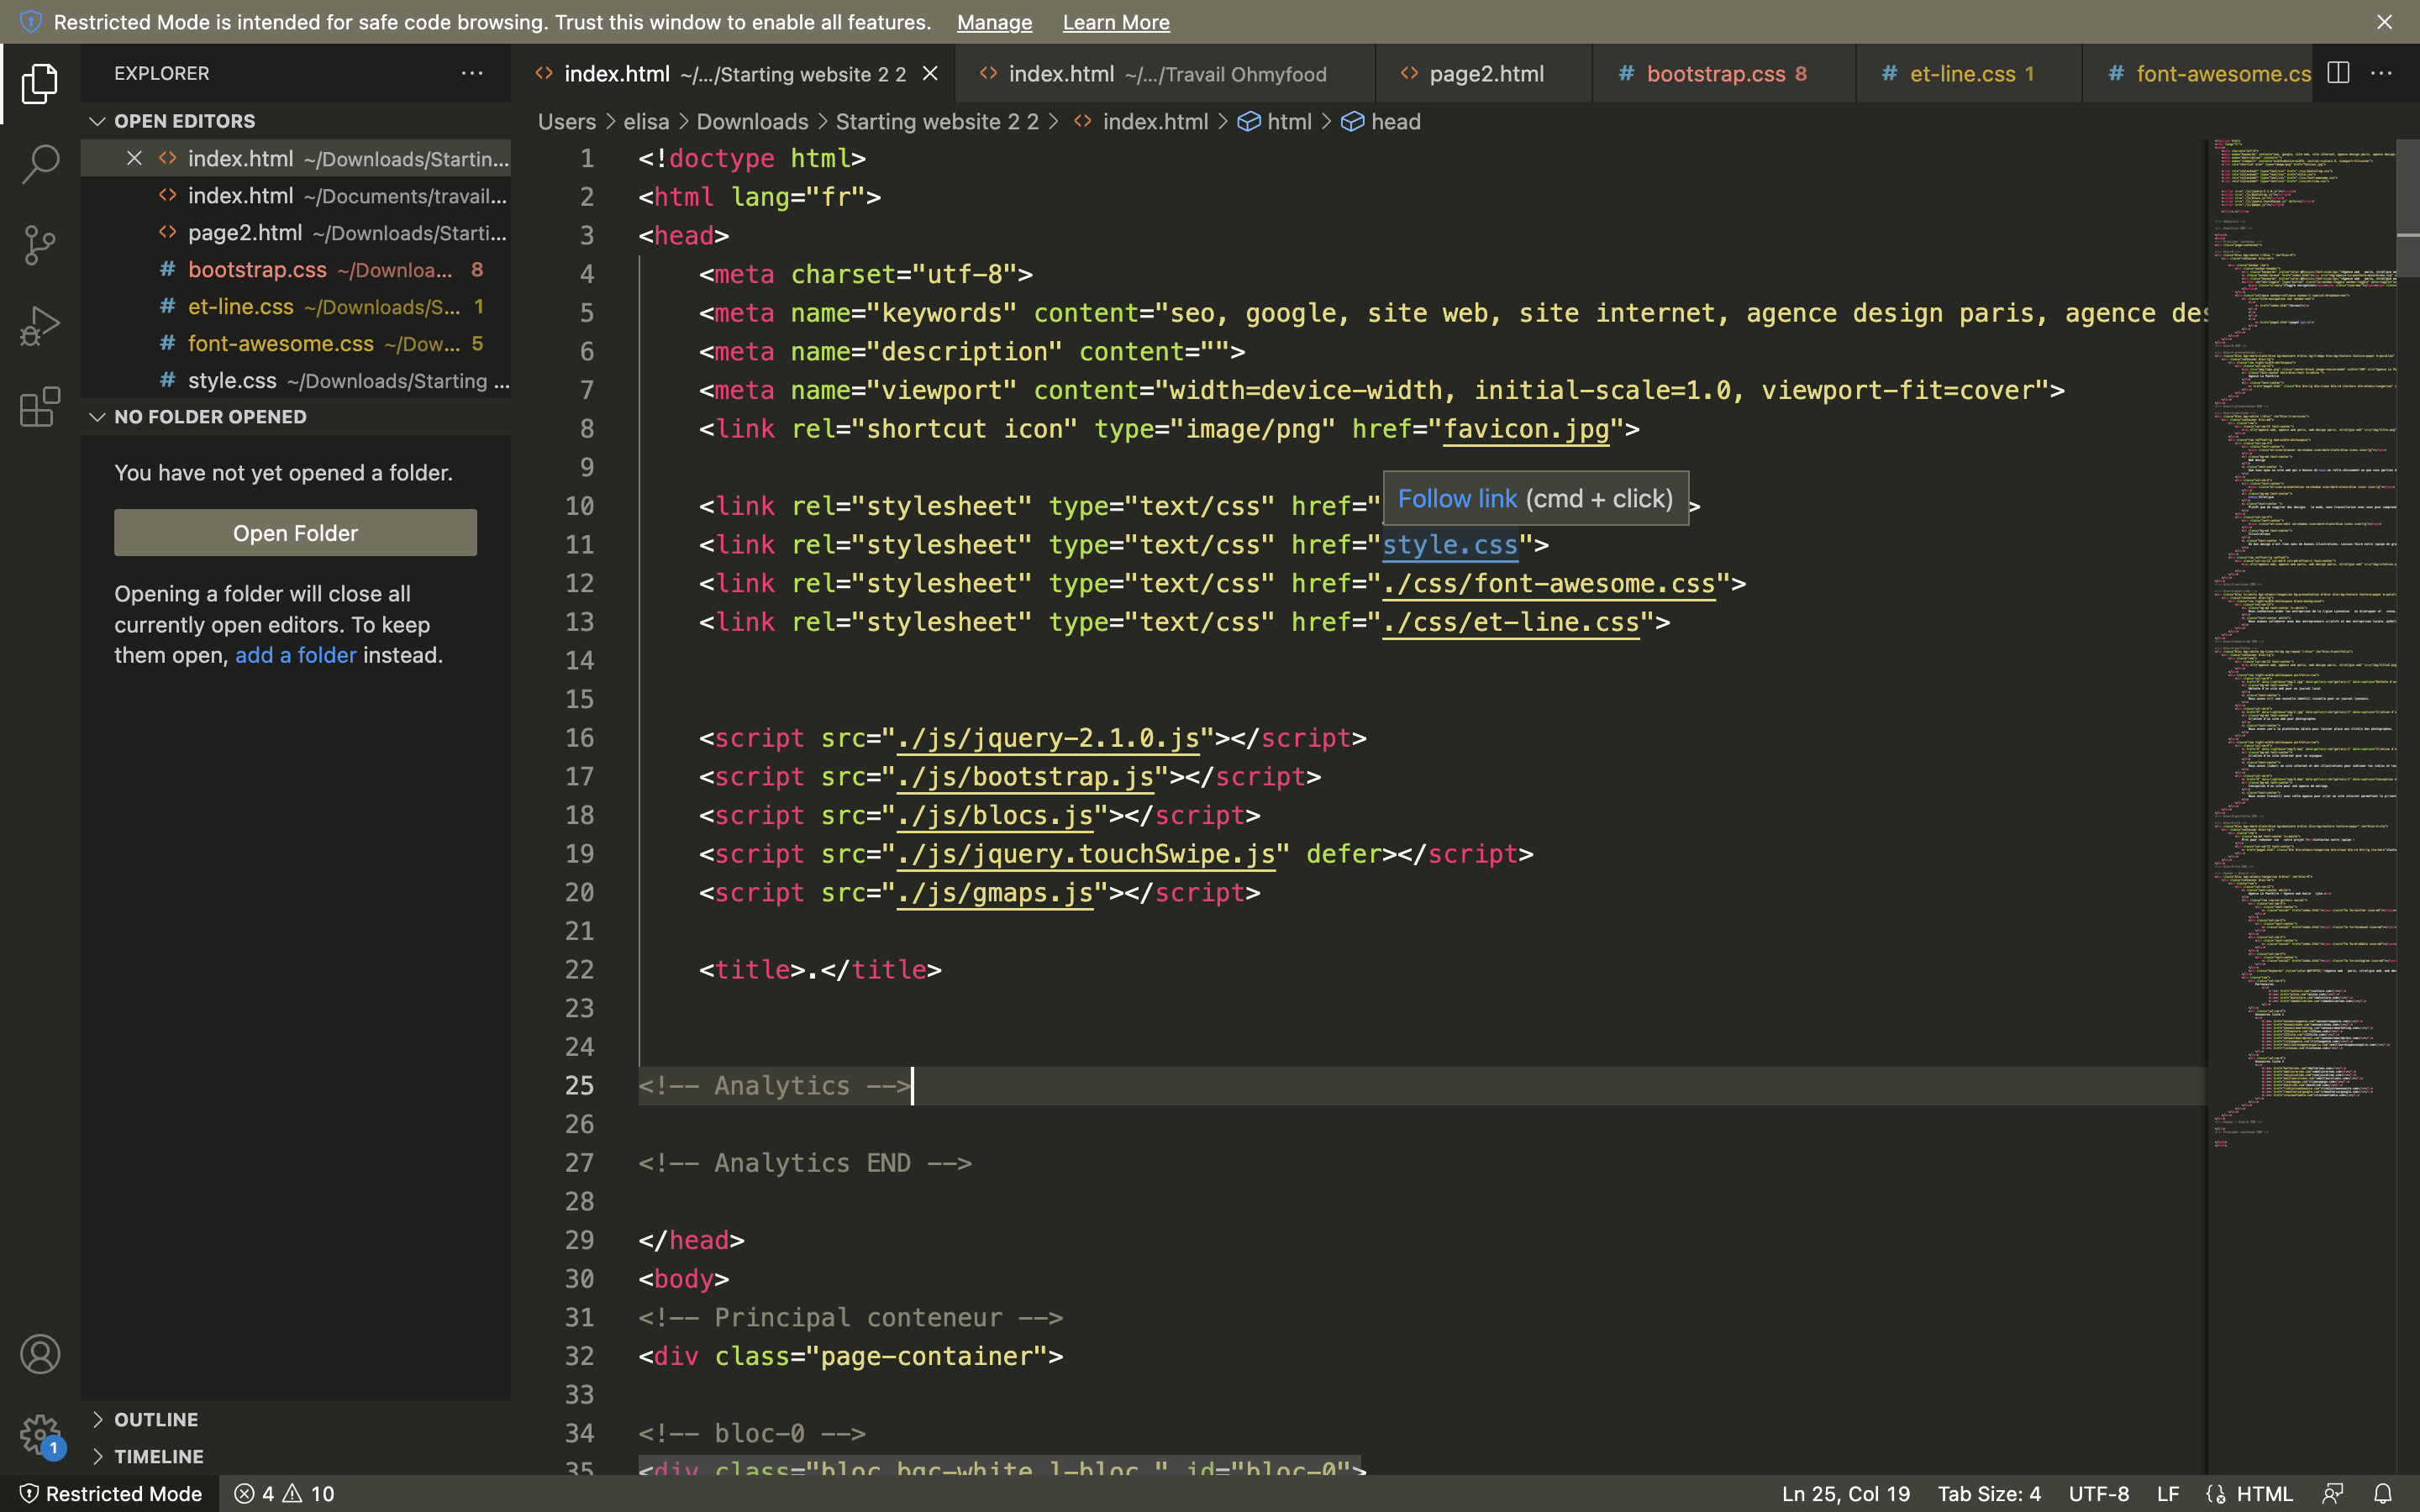 Restricted Mode is intended for safe code browsing. Trust this window to enable all features. Manage Learn More
EXPLORER
index.html ~/.../Starting website 2 2
index.html ~/.../Travail Ohmyfood
page2.html
# bootstrap.css 8
# et-line.css 1
# font-awesome.cs
OPEN EDITORS
index.html ~/Downloads/Startin...
index.html ~/Documents/travail...
page2.html ~/Downloads/Starti...
# bootstrap.css ~/Downloa... 8
# et-line.css ~/Downloads/S... 1
# font-awesome.css ~/Dow... 5
# style.css ~/Downloads/Starting ...
NO FOLDER OPENED
You have not yet opened a folder.
Open Folder
Opening a folder will close all
currently open editors. To keep
them open, add a folder instead.
OUTLINE
TIMELINE
Users > elisa > Downloads > Starting website 2 2 > index.html > html > head
1 <!doctype html>
2 <html lang="fr">
3 <head>
4 <meta charset="utf-8">
5 <meta name="keywords" content="seo, google, site web, site internet, agence design paris, agence des
6 <meta name="description" content="">
7 <meta name="viewport" content="width=device-width, initial-scale=1.0, viewport-fit=cover">
8 <link rel="shortcut icon" type="image/png" href="favicon.jpg">
9
Follow link (cmd + click)
10 <link rel="stylesheet" type="text/css" href=" >
11 <link rel="stylesheet" type="text/css" href="style.css">
12 <link rel="stylesheet" type="text/css" href="./css/font-awesome.css">
13 <link rel="stylesheet" type="text/css" href="./css/et-line.css">
14
15
16 <script src="./js/jquery-2.1.0.js"></script>
17 <script src="./js/bootstrap.js"></script>
18 <script src="./js/blocs.js"></script>
19 <script src="./js/jquery.touchSwipe.js" defer></script>
20 <script src="./js/gmaps.js"></script>
21
22 <title>.</title>
23
24
25 <!-- Analytics -->
26
27 <!-- Analytics END -->
28
29 </head>
30 <body>
31 <!-- Principal conteneur -->
32 <div class="page-container">
33
34 <!-- bloc-0 -->
35 <div class="bloc bgc-white l-bloc " id="bloc-0">
1
Restricted Mode 4 10
Ln 25, Col 19 Tab Size: 4 UTF-8 LF HTML